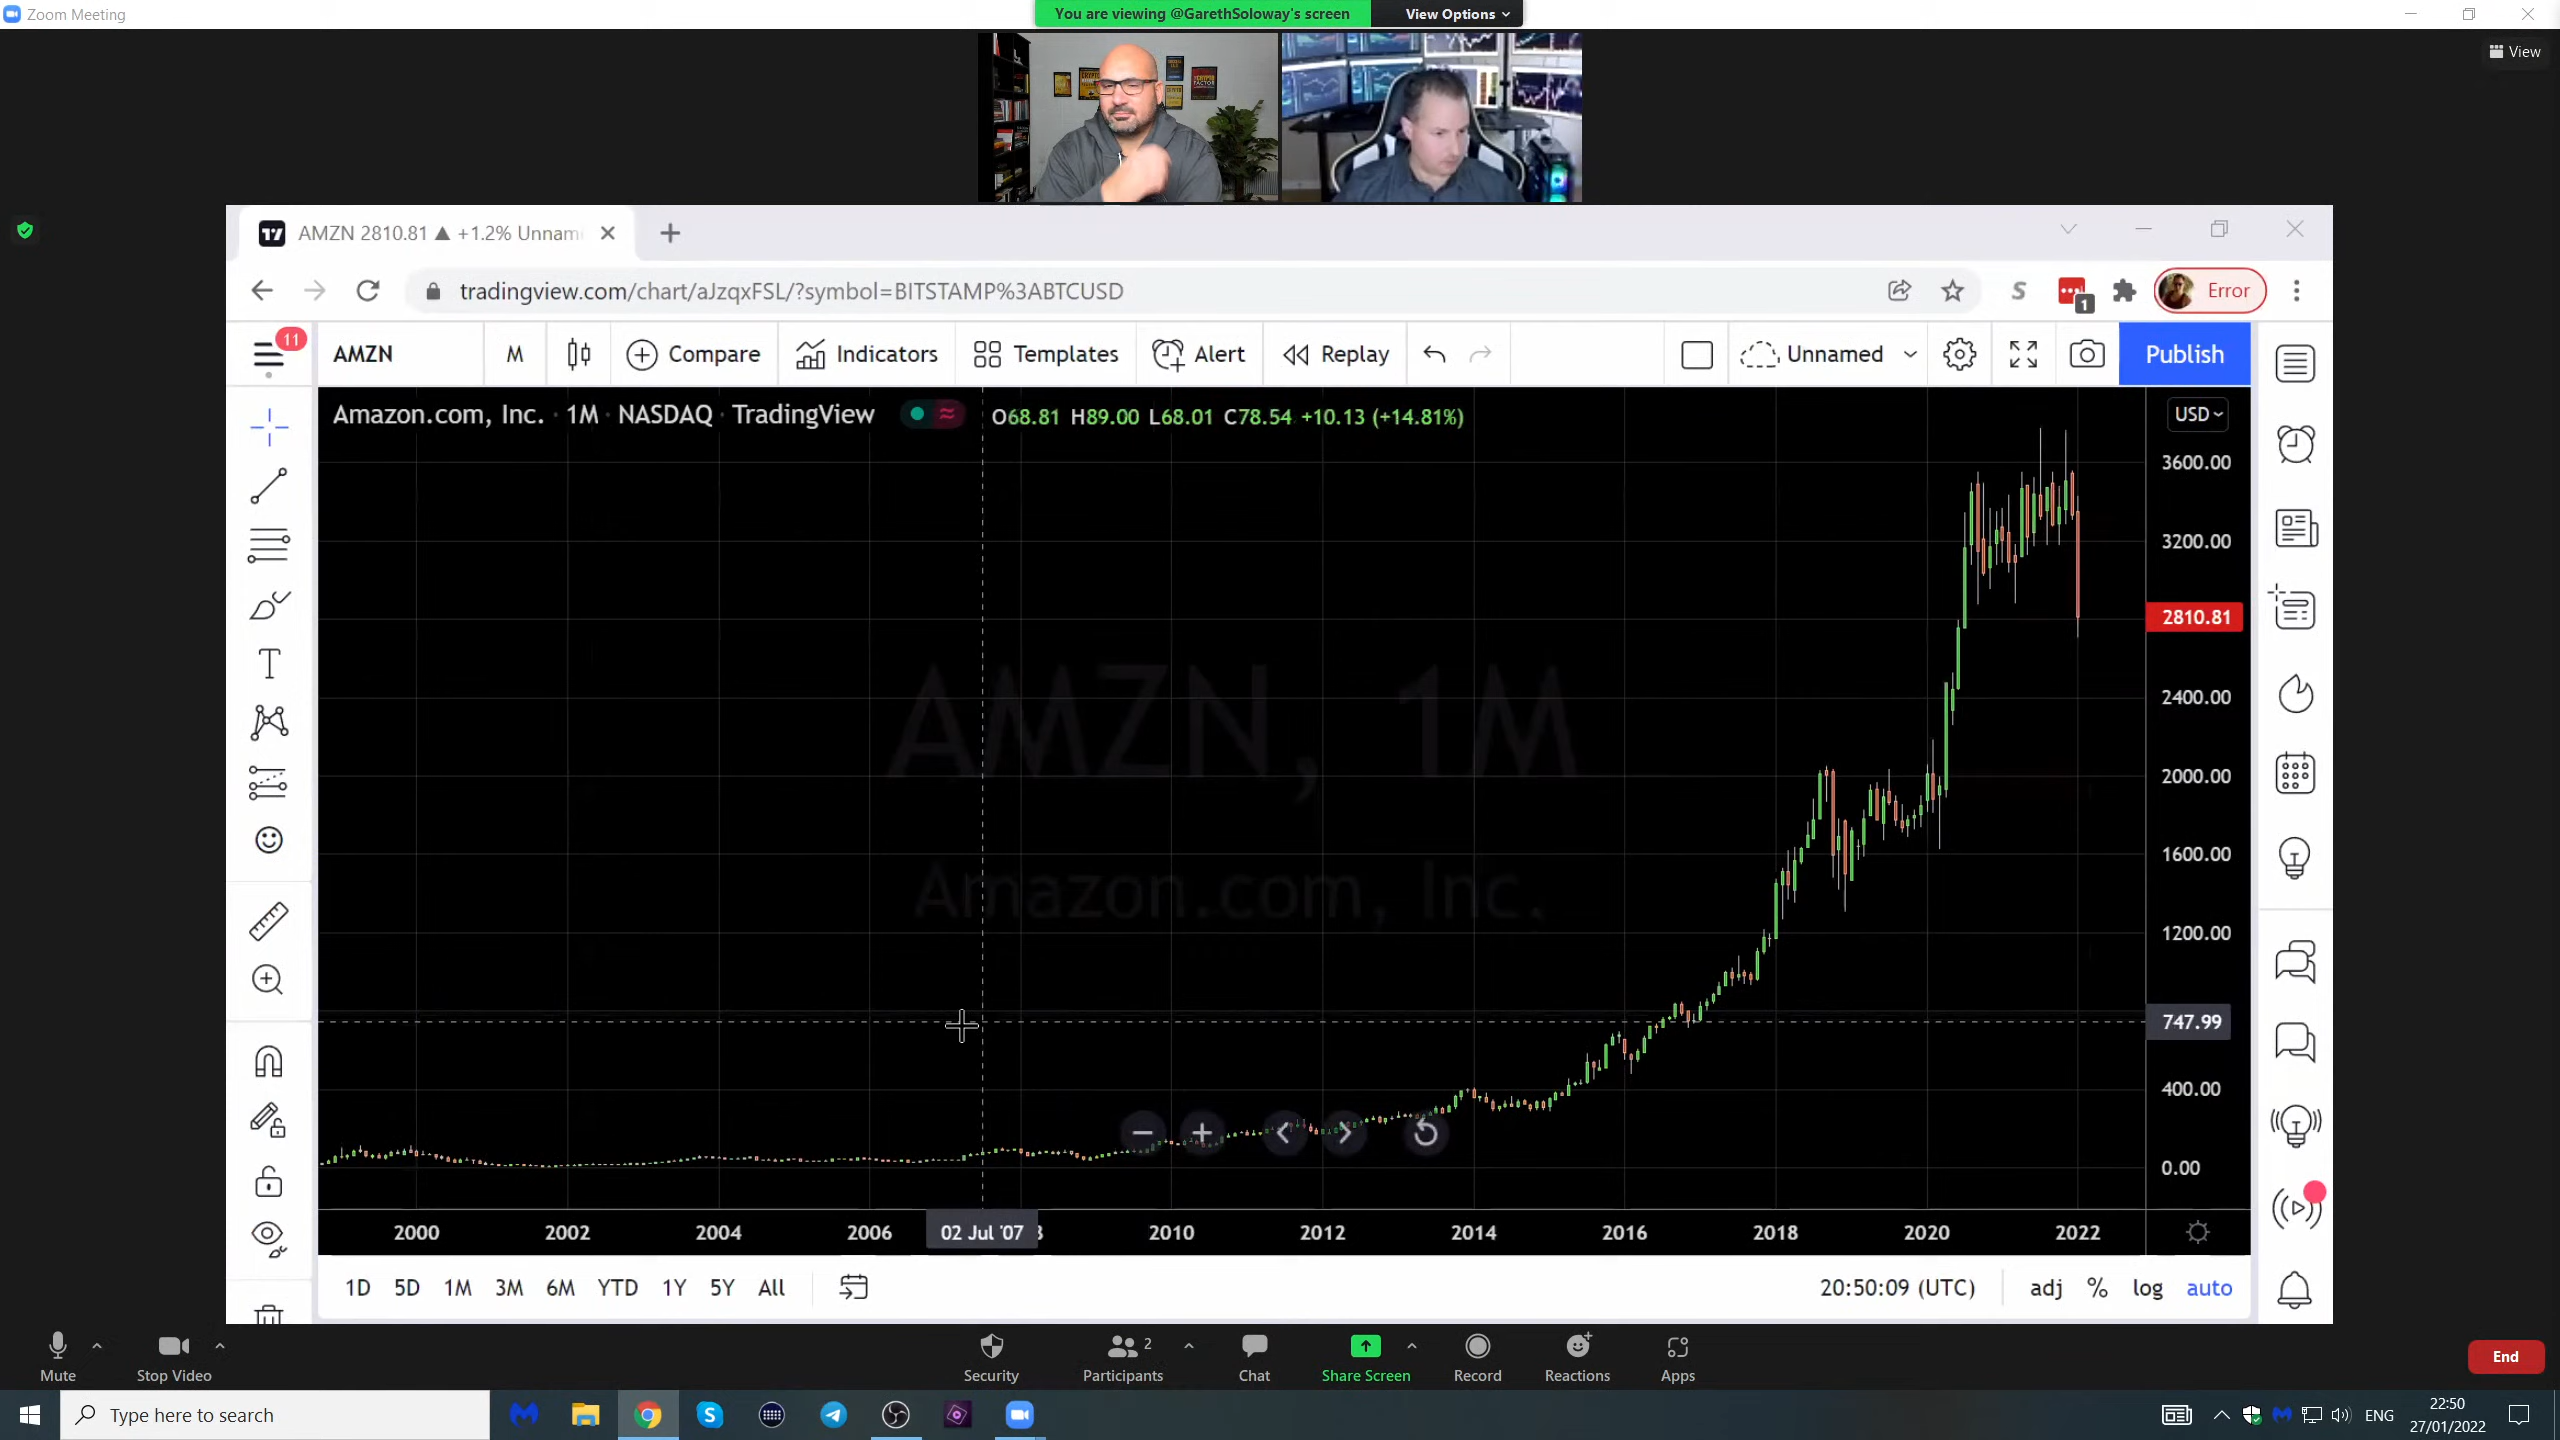 Zoom Meeting
You are viewing @GarethSoloway's screen
View Options
View
AMZN 2810.81 ▲ +1.2% Unnam
tradingview.com/chart/aJzqxFSL/?symbol=BITSTAMP%3ABTCUSD
1
Error
11
AMZN
M
Compare
Indicators
Templates
Alert
Replay
Unnamed
Publish
Amazon.com, Inc. · 1M · NASDAQ · TradingView
O68.81 H89.00 L68.01 C78.54 +10.13 (+14.81%)
USD
3600.00
3200.00
2810.81
2400.00
2000.00
1600.00
1200.00
747.99
400.00
0.00
AMZN, 1M
Amazon.com, Inc.
2000
2002
2004
2006
02 Jul '07
2010
2012
2014
2016
2018
2020
2022
1D 5D 1M 3M 6M YTD 1Y 5Y All
20:50:09 (UTC)
adj % log auto
Mute
Stop Video
Security
2
Participants
Chat
Share Screen
Record
Reactions
Apps
End
Type here to search
ENG
22:50
27/01/2022